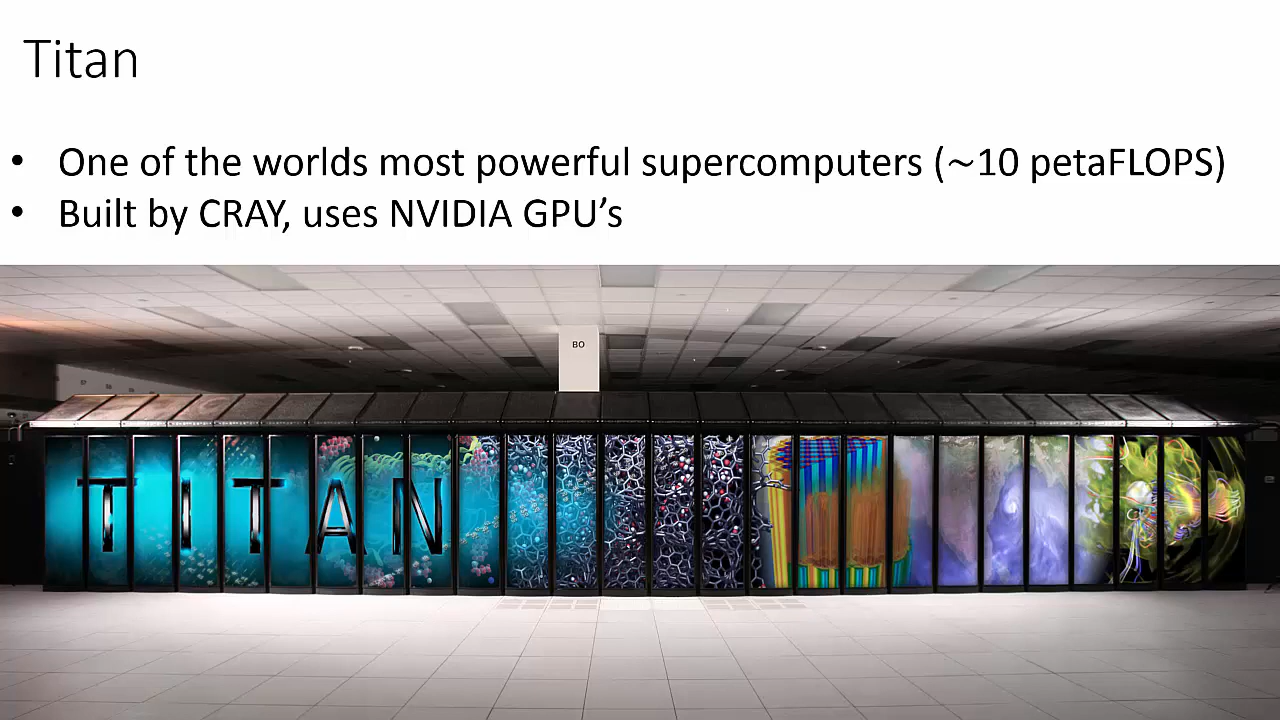 Titan
• One of the worlds most powerful supercomputers (~10 petaFLOPS)
• Built by CRAY, uses NVIDIA GPU’s
BO
TITAN